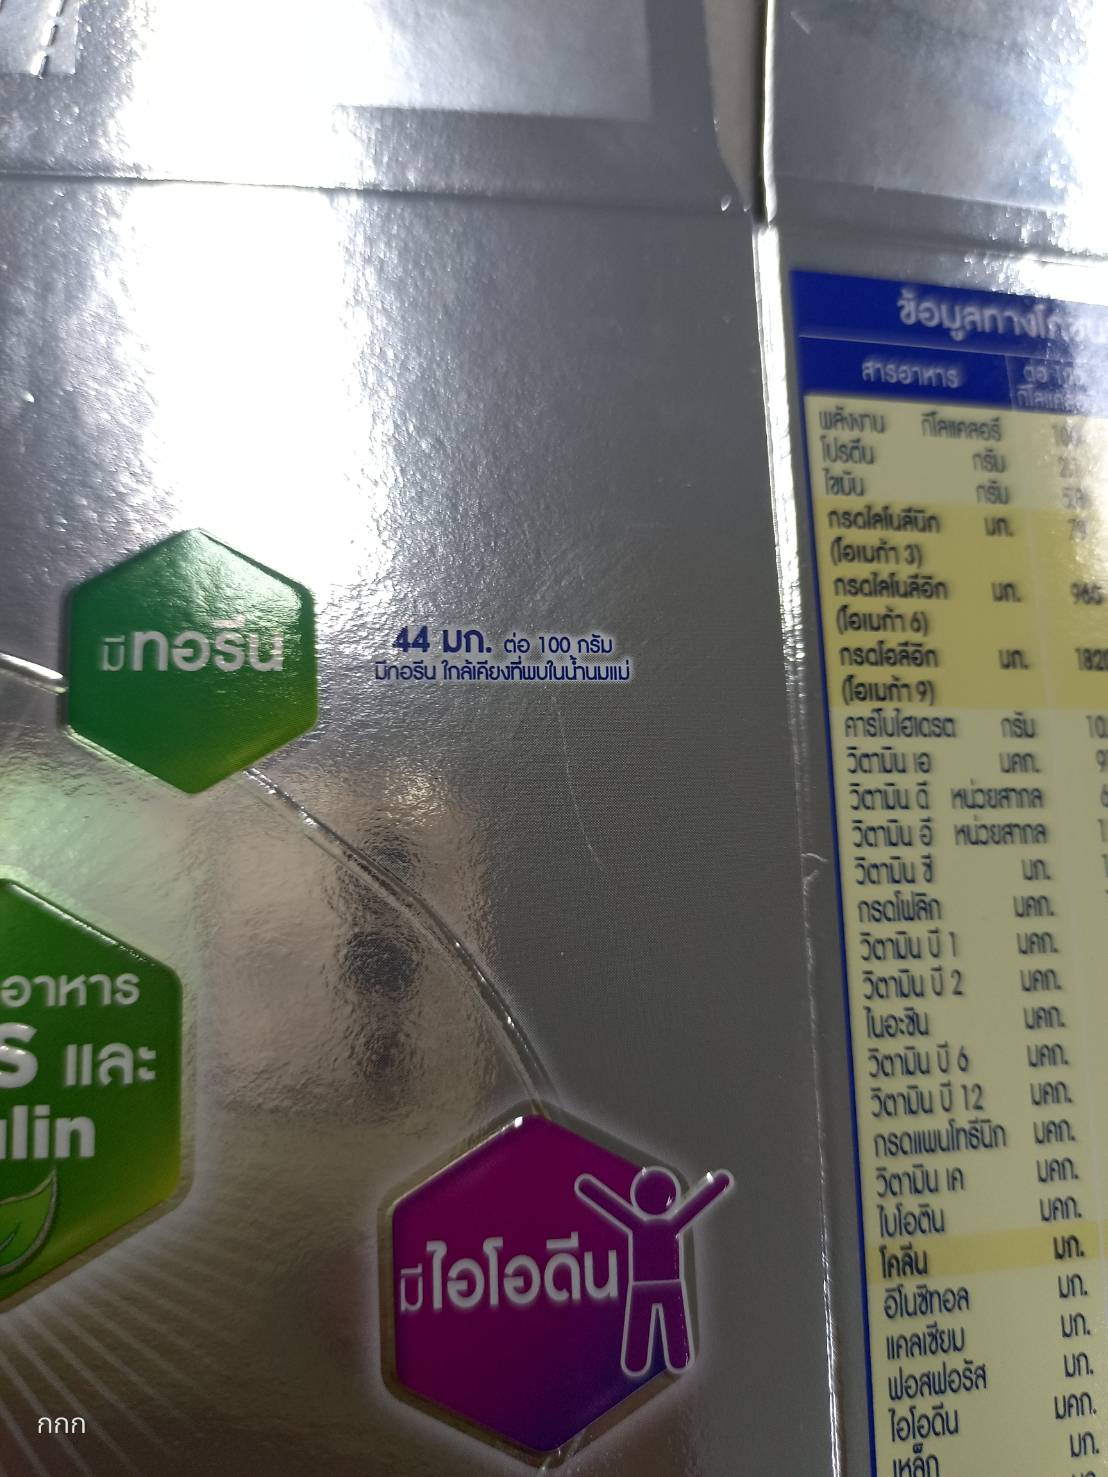 มีทอรีน
44 มก. ต่อ 100 กรัม
มีทอรีน ใกล้เคียงที่พบในน้ำนมแม่
อาหาร
S และ
lin
มีไอโอดีน
กกก
ข้อมูลทาง
สารอาหาร ต่อ
พลังงาน กิโลแคลอรี
โปรตีน กรัม
ไขมัน กรัม
กรดไลโนลีนิก มก.
(โอเมก้า 3)
กรดไลโนลีอิก มก. 965
(โอเมก้า 6)
กรดโอลีอิก มก. 1820
(โอเมก้า 9)
คาร์โบไฮเดรต กรัม 10
วิตามิน เอ มคก. 9
วิตามิน ดี หน่วยสากล 6
วิตามิน อี หน่วยสากล 1
วิตามิน ซี มก.
กรดโฟลิก มคก.
วิตามิน บี 1 มคก.
วิตามิน บี 2 มคก.
ไนอะซิน มคก.
วิตามิน บี 6 มคก.
วิตามิน บี 12 มคก.
กรดแพนโทธีนิก มคก.
วิตามิน เค มคก.
ไบโอติน มคก.
โคลีน มก.
อิโนซิทอล มก.
แคลเซียม มก.
ฟอสฟอรัส มก.
ไอโอดีน มคก.
เหล็ก มก.